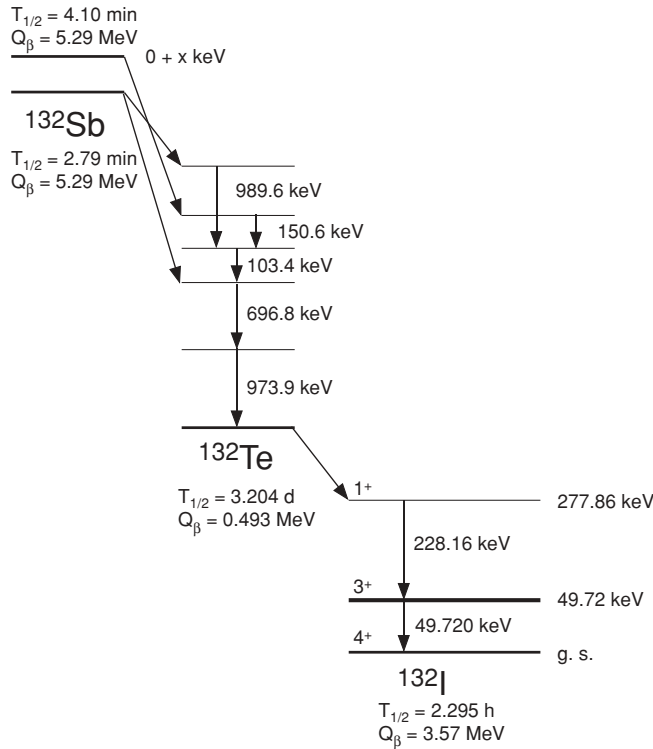 T1/2 = 4.10 min
Qβ = 5.29 MeV
0 + x keV
132Sb
T1/2 = 2.79 min
Qβ = 5.29 MeV
989.6 keV
150.6 keV
103.4 keV
696.8 keV
973.9 keV
132Te
T1/2 = 3.204 d
Qβ = 0.493 MeV
1+
277.86 keV
228.16 keV
3+
49.72 keV
49.720 keV
4+
g. s.
132I
T1/2 = 2.295 h
Qβ = 3.57 MeV